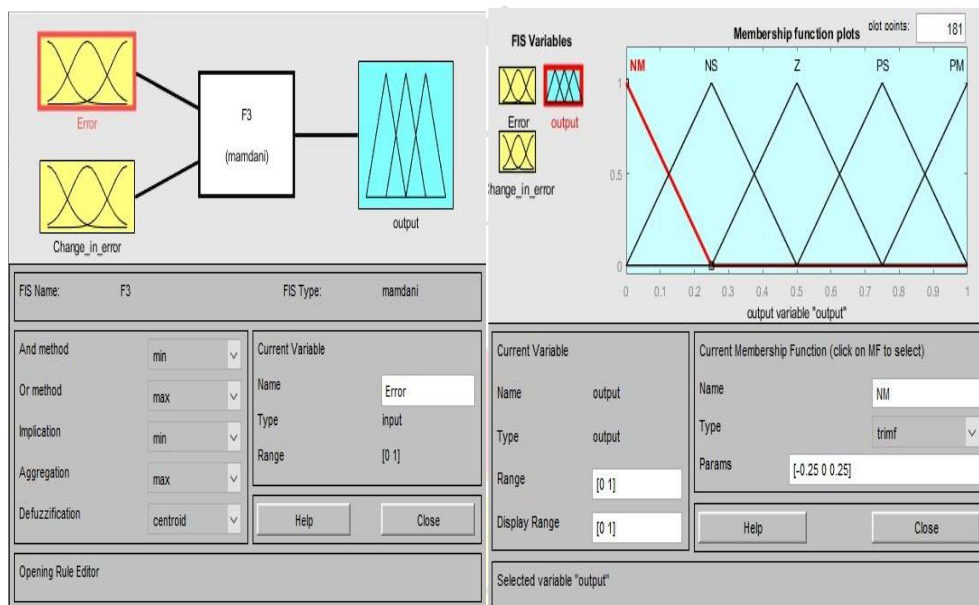 Error
F3
(mamdani)
Change_in_error
output
FIS Name: F3 FIS Type: mamdani
And method min
Or method max
Implication min
Aggregation max
Defuzzification centroid
Current Variable
Name Error
Type input
Range [0 1]
Help Close
Opening Rule Editor
FIS Variables
Error output
Change_in_error
Membership function plots plot points: 181
NM NS Z PS PM
1
0.5
0
0 0.1 0.2 0.3 0.4 0.5 0.6 0.7 0.8 0.9 1
output variable "output"
Current Variable
Name output
Type output
Range [0 1]
Display Range [0 1]
Current Membership Function (click on MF to select)
Name NM
Type trimf
Params [-0.25 0 0.25]
Help Close
Selected variable "output"